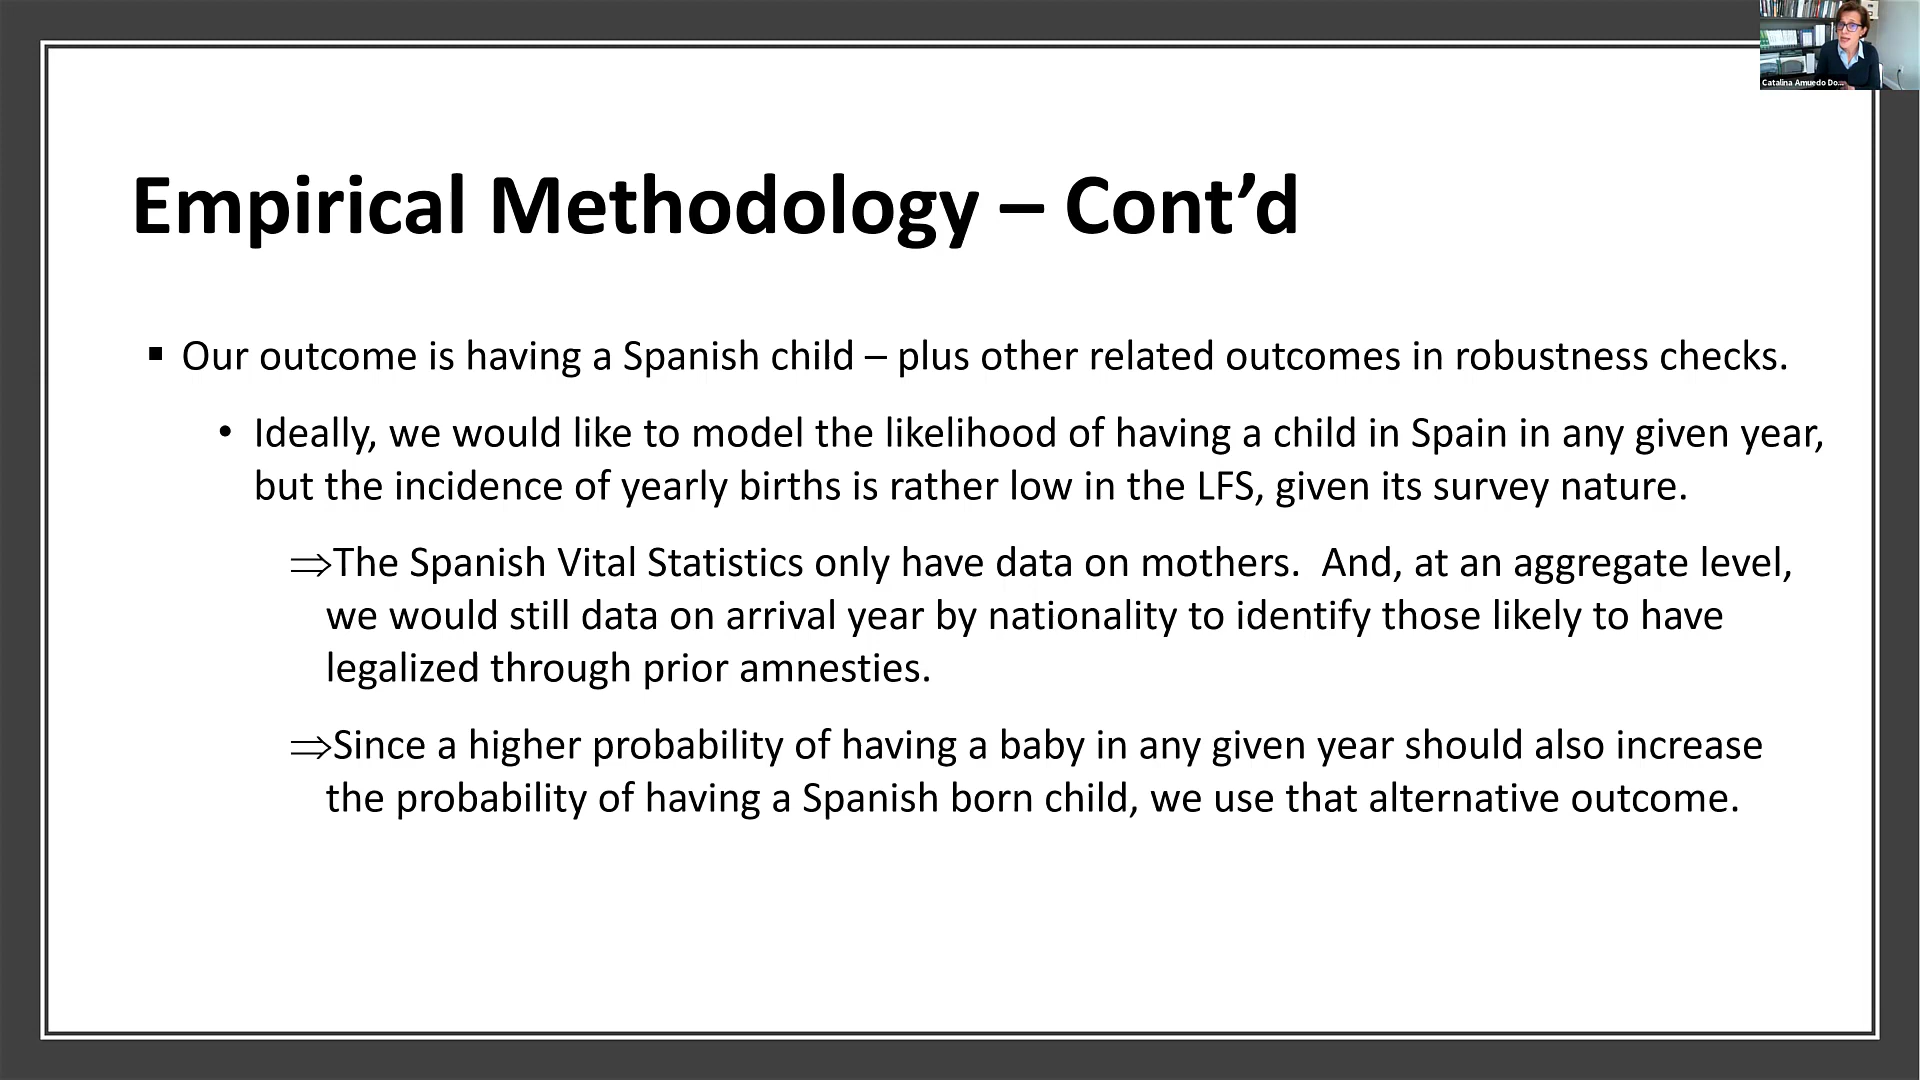 Catalina Amuedo Do...
Empirical Methodology – Cont’d
▪ Our outcome is having a Spanish child – plus other related outcomes in robustness checks.
• Ideally, we would like to model the likelihood of having a child in Spain in any given year,
but the incidence of yearly births is rather low in the LFS, given its survey nature.
⇒The Spanish Vital Statistics only have data on mothers.  And, at an aggregate level,
we would still data on arrival year by nationality to identify those likely to have
legalized through prior amnesties.
⇒Since a higher probability of having a baby in any given year should also increase
the probability of having a Spanish born child, we use that alternative outcome.